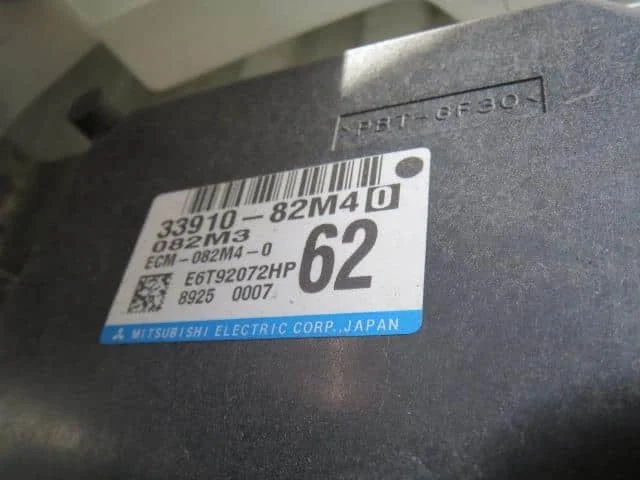 >PBT-GF30<
33910-82M40
082M3
ECM-082M4-0
62
E6T92072HP
8925 0007
MITSUBISHI ELECTRIC CORP.,JAPAN